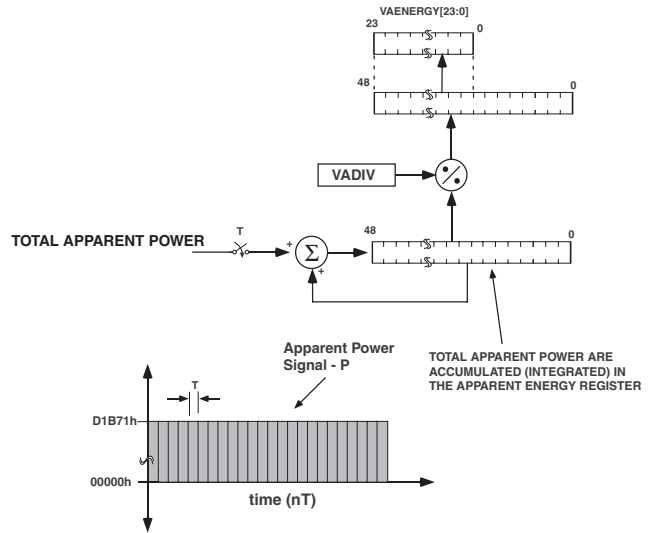 VAENERGY[23:0]
23
0
48
0
VADIV
TOTAL APPARENT POWER
T
+
Σ
+
48
0
TOTAL APPARENT POWER ARE
ACCUMULATED (INTEGRATED) IN
THE APPARENT ENERGY REGISTER
Apparent Power
Signal - P
T
D1B71h
00000h
time (nT)